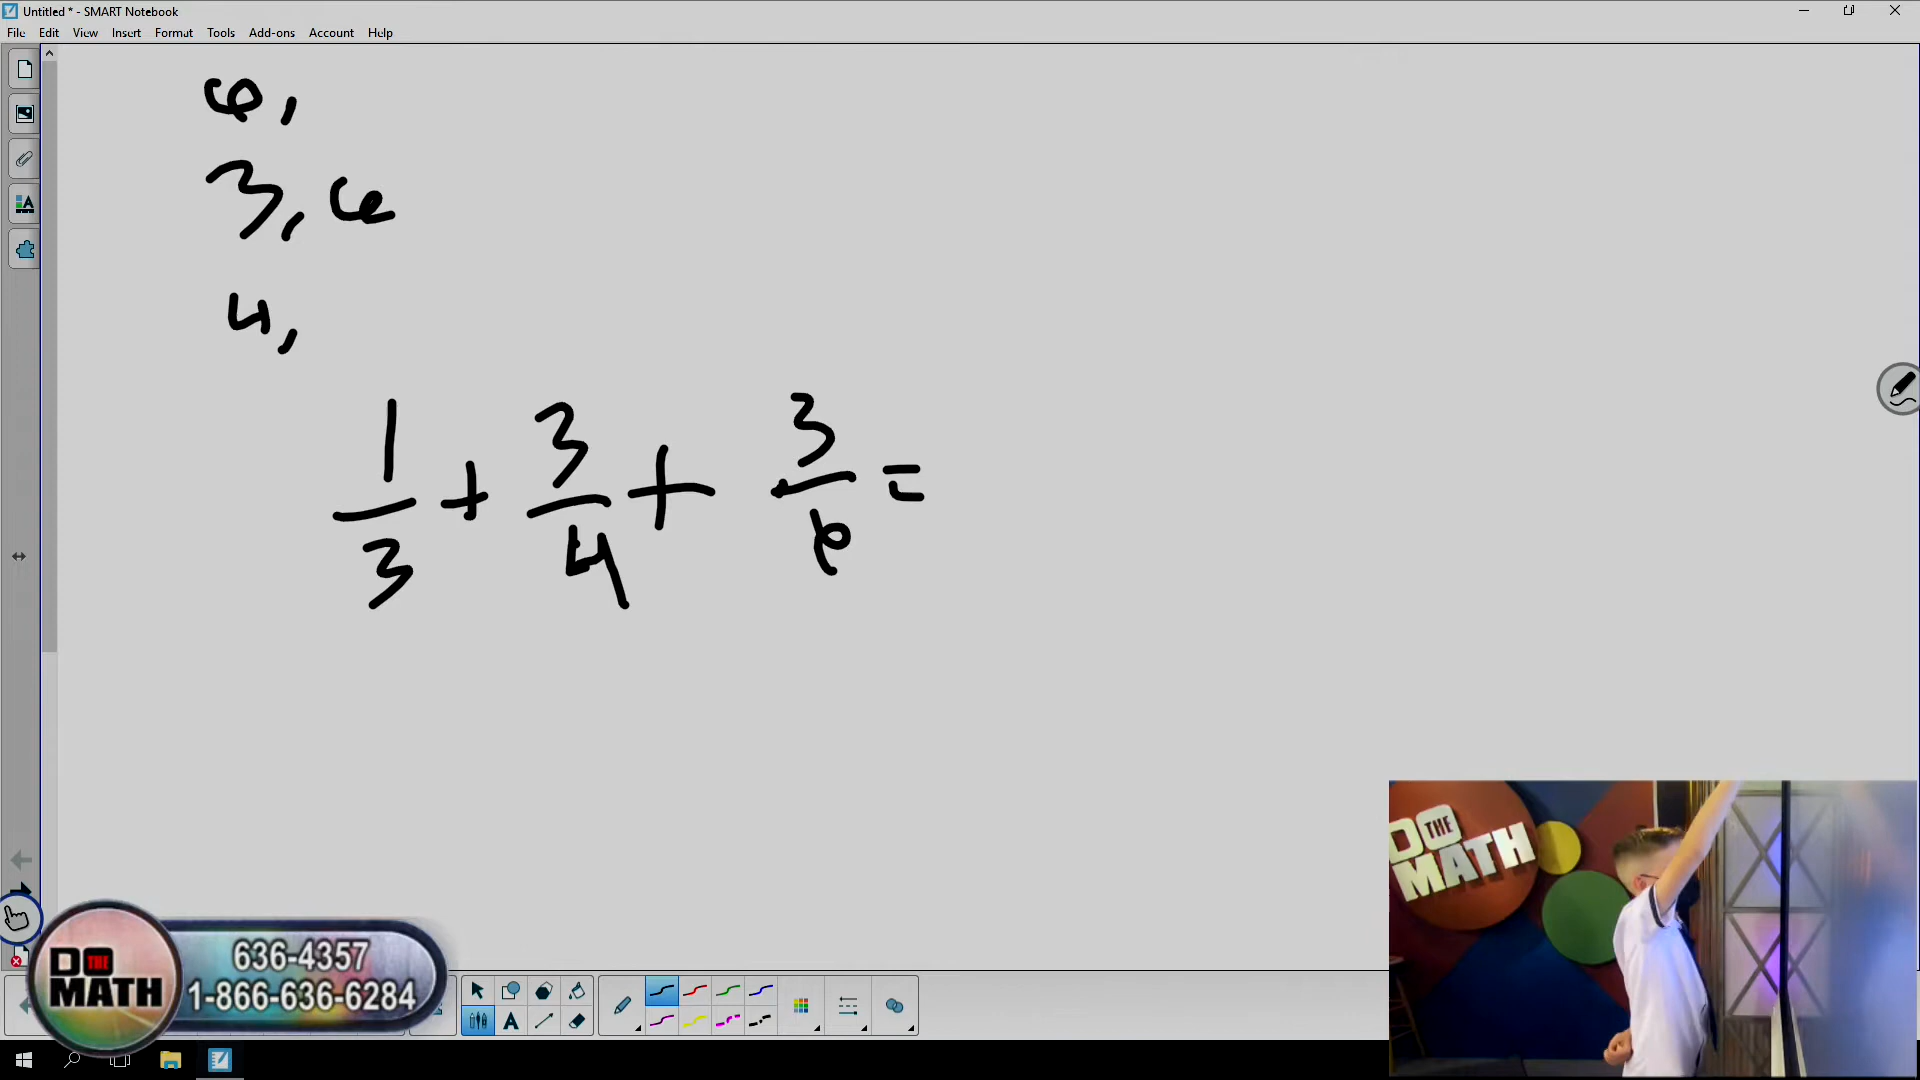 Untitled * - SMART Notebook
File Edit View Insert Format Tools Add-ons Account Help
6,
3, 6
4,
1/3 + 3/4 + 3/6 =
DO THE MATH
DO THE MATH
636-4357
1-866-636-6284